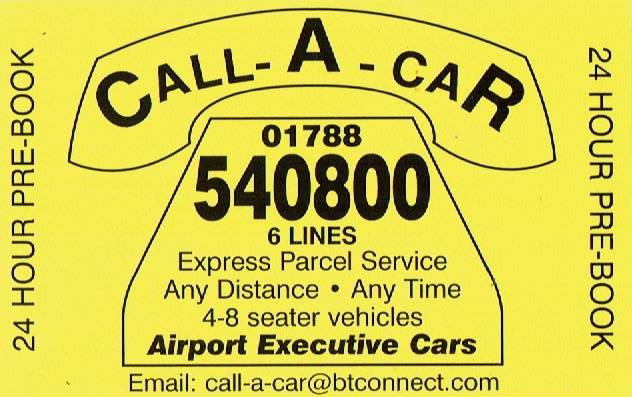 CALL-A-CAR
24 HOUR PRE-BOOK
01788
540800
6 LINES
Express Parcel Service
Any Distance • Any Time
4-8 seater vehicles
Airport Executive Cars
Email: call-a-car@btconnect.com
24 HOUR PRE-BOOK